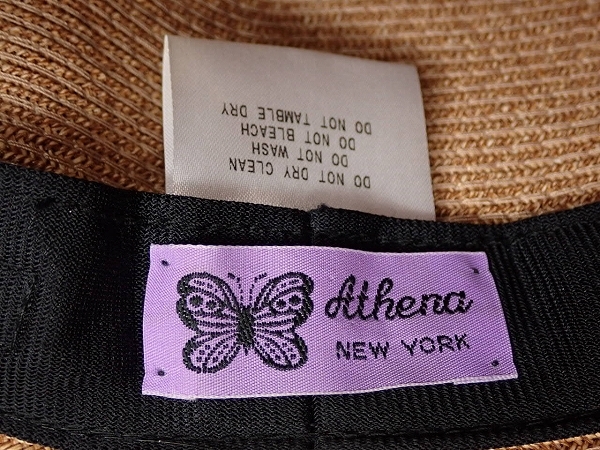 DO NOT DRY CLEAN
DO NOT WASH
DO NOT BLEACH
DO NOT TAMBLE DRY
Athena
NEW YORK